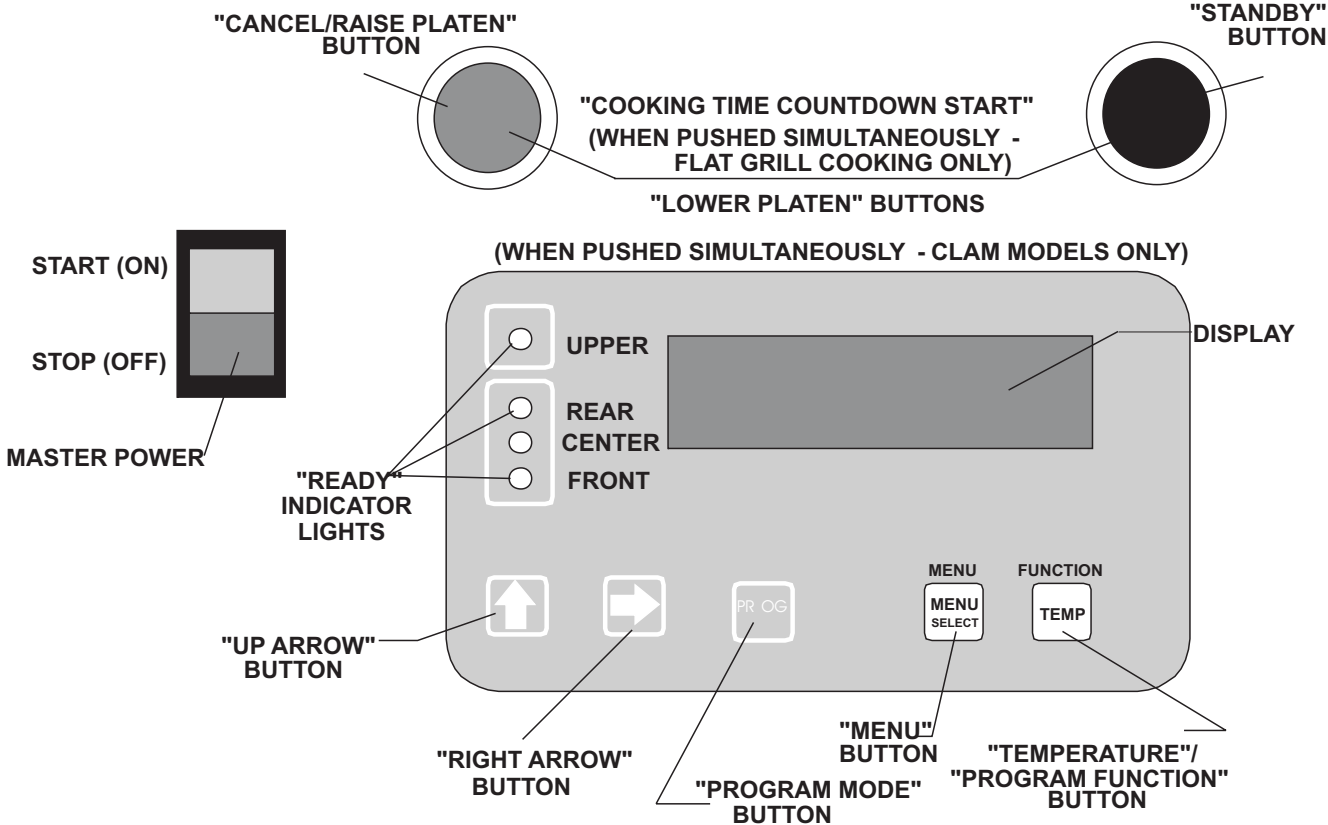 "CANCEL/RAISE PLATEN"
BUTTON
"STANDBY"
BUTTON
"COOKING TIME COUNTDOWN START"
(WHEN PUSHED SIMULTANEOUSLY -
FLAT GRILL COOKING ONLY)
"LOWER PLATEN" BUTTONS
(WHEN PUSHED SIMULTANEOUSLY - CLAM MODELS ONLY)
START (ON)
STOP (OFF)
MASTER POWER
UPPER
REAR
CENTER
FRONT
DISPLAY
"READY"
INDICATOR
LIGHTS
PR OG
MENU
MENU
SELECT
FUNCTION
TEMP
"UP ARROW"
BUTTON
"RIGHT ARROW"
BUTTON
"PROGRAM MODE"
BUTTON
"MENU"
BUTTON
"TEMPERATURE"/
"PROGRAM FUNCTION"
BUTTON